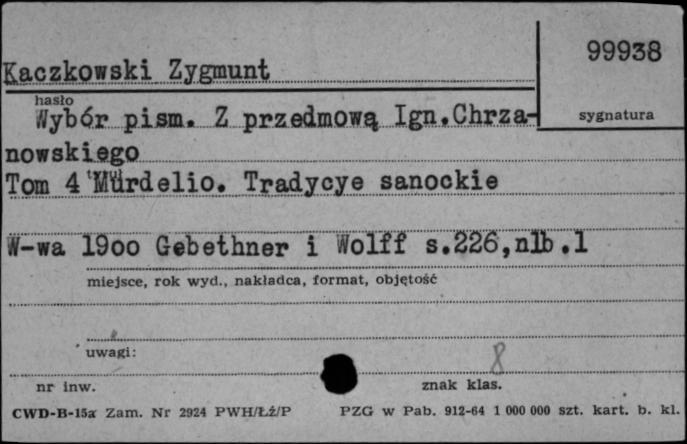 99938
Kaczkowski Zygmunt
hasło
Wybór pism. Z przedmową Ign.Chrza-
sygnatura
nowskiego
Tom 4 Murdelio. Tradycye sanockie
W-wa 19oo Gebethner i Wolff s.226,nlb.1
miejsce, rok wyd., nakładca, format, objętość
uwagi:
8
nr inw.
znak klas.
CWD-B-15a Zam. Nr 2924 PWH/Łź/P PZG w Pab. 912-64 1 000 000 szt. kart. b. kl.